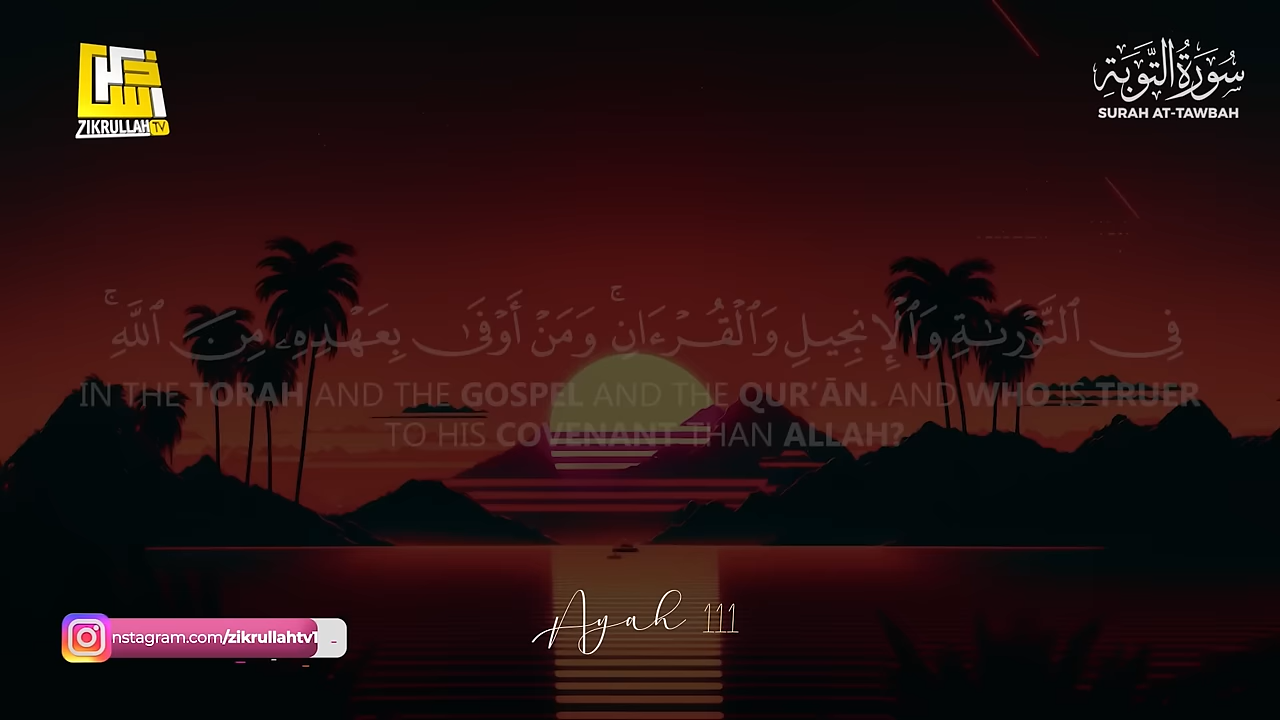 ZIKRULLAH TV
سُورَةُ التَّوبَةِ
SURAH AT-TAWBAH
فِي ٱلتَّوْرَىٰةِ وَٱلْإِنجِيلِ وَٱلْقُرْءَانِ ۚ وَمَنْ أَوْفَىٰ بِعَهْدِهِۦ مِنَ ٱللَّهِ ۚ
IN THE TORAH AND THE GOSPEL AND THE QUR’ĀN. AND WHO IS TRUER
TO HIS COVENANT THAN ALLAH?
Ayah 111
nstagram.com/zikrullahtv1